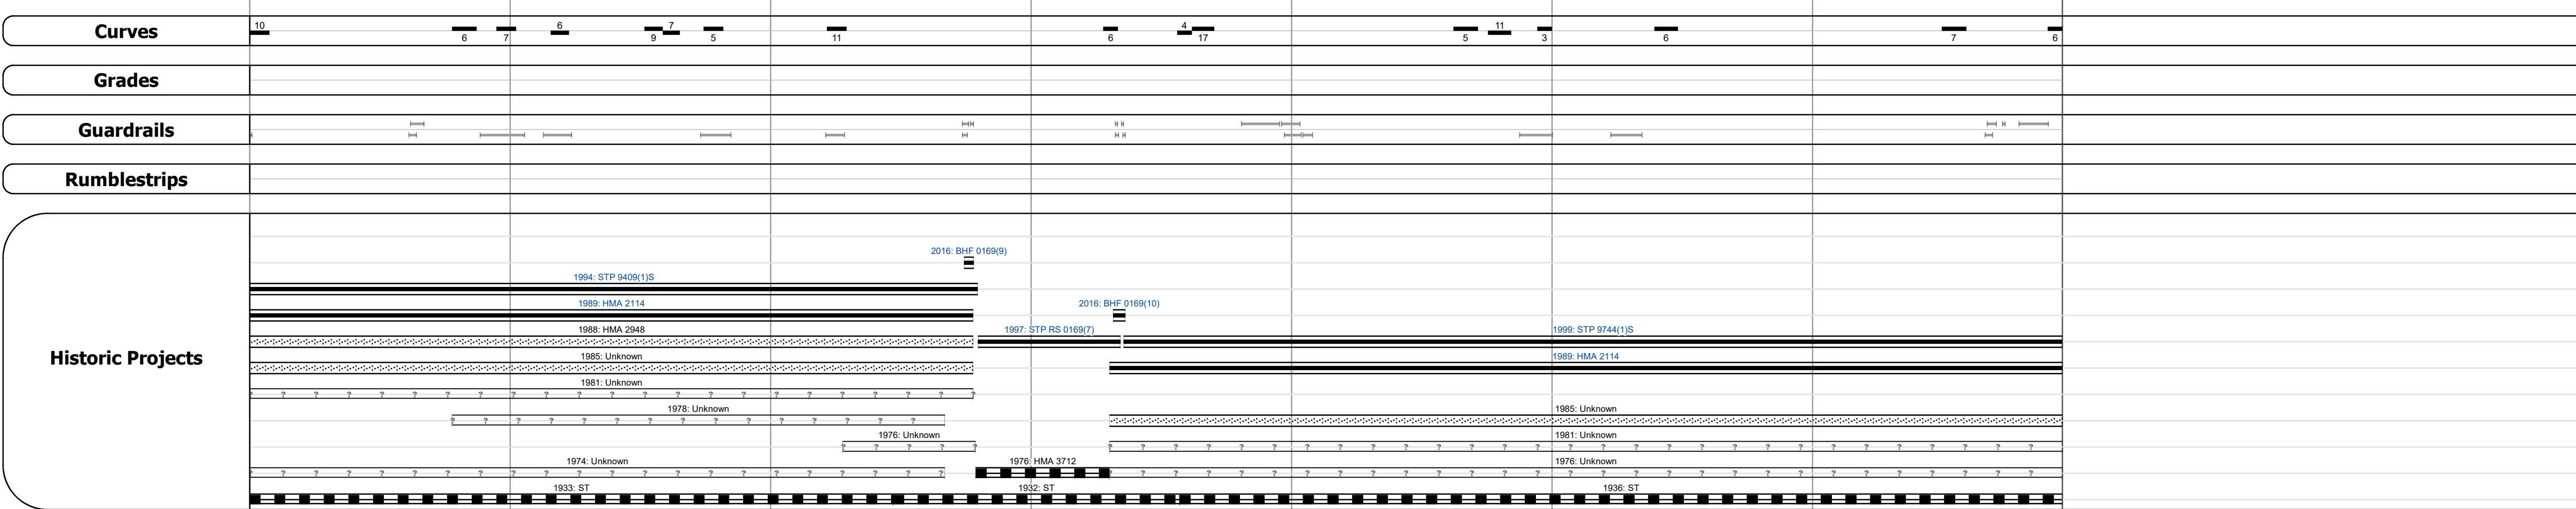 Curves
10 6 7 6 9 7 5 11 6 4 17 5 11 3 6 7 6
Grades
Guardrails
Rumblestrips
Historic Projects
2016: BHF 0169(9)
1994: STP 9409(1)S
1989: HMA 2114 2016: BHF 0169(10)
1988: HMA 2948 1997: STP RS 0169(7) 1999: STP 9744(1)S
1985: Unknown 1989: HMA 2114
1981: Unknown
? ? ? ? ? ? ? ? ? ? ? ? ? ? ? ? ? ? ? ? ? ? ?
1978: Unknown 1985: Unknown
? ? ? ? ? ? ? ? ? ? ? ? ? ? ?
1976: Unknown 1981: Unknown
? ? ? ? ? ? ? ? ? ? ? ? ? ? ? ? ? ? ? ? ? ? ? ? ? ? ? ? ? ? ? ? ? ? 
1974: Unknown 1976: HMA 3712 1976: Unknown
? ? ? ? ? ? ? ? ? ? ? ? ? ? ? ? ? ? ? ? ? ? ? ? ? ? ? ? ? ? ? ? ? ? ? ? ? ? ? ? ? ? ? ? ? ? ? ? ? ? ?
1933: ST 1932: ST 1936: ST